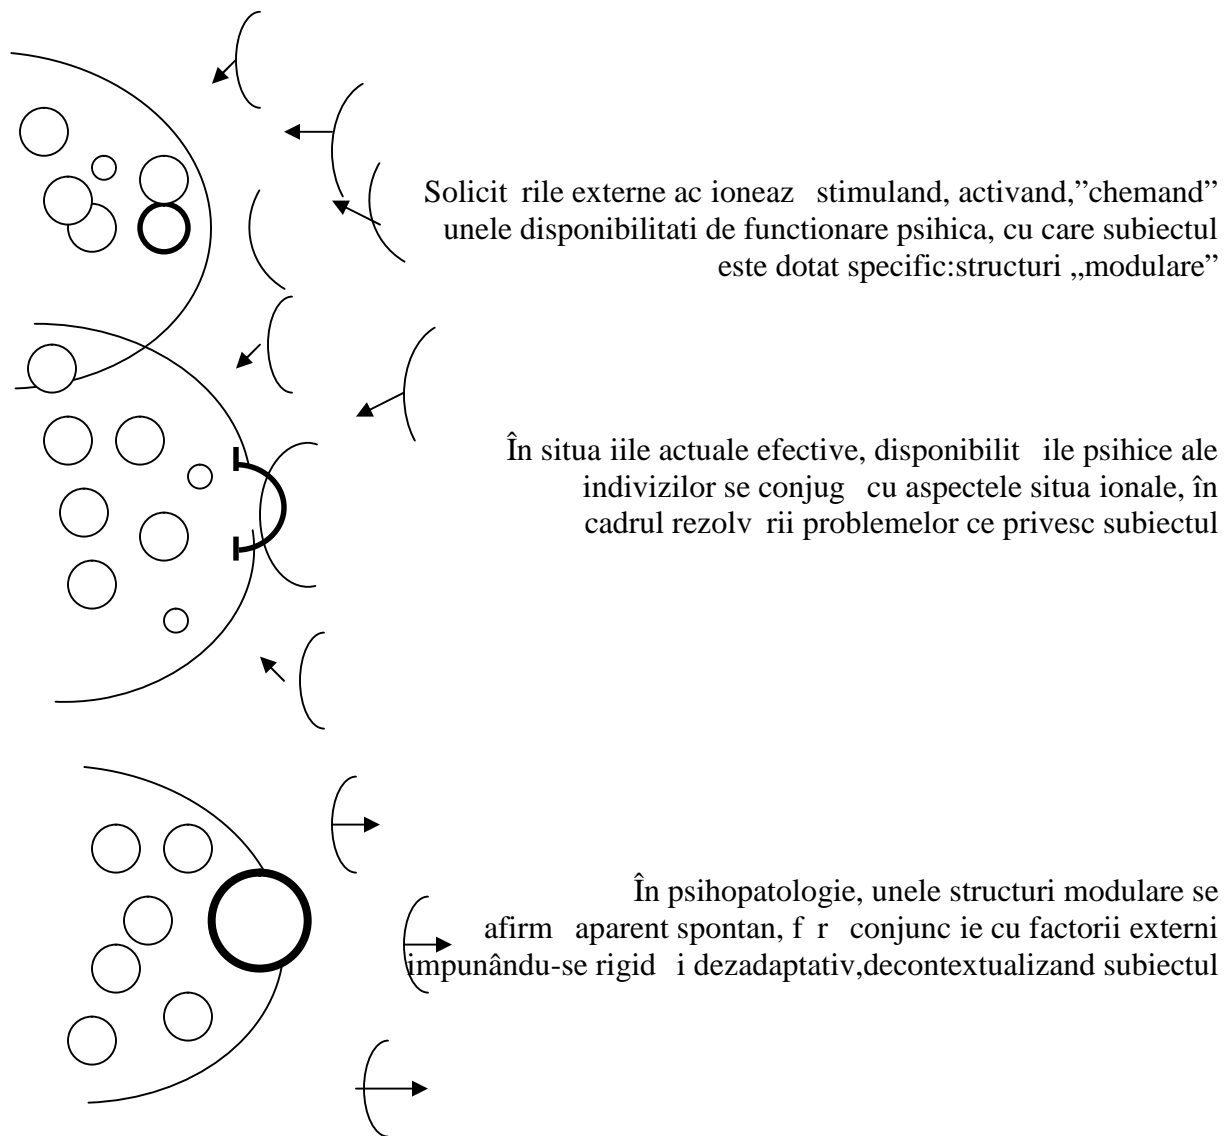 Solicit rile externe ac ioneaz stimuland, activand,”chemand”
unele disponibilitati de functionare psihica, cu care subiectul
este dotat specific:structuri „modulare”
În situa iile actuale efective, disponibilit ile psihice ale
indivizilor se conjug cu aspectele situa ionale, în
cadrul rezolv rii problemelor ce privesc subiectul
În psihopatologie, unele structuri modulare se
afirm aparent spontan, f r conjunc ie cu factorii externi
impunându-se rigid i dezadaptativ,decontextualizand subiectul